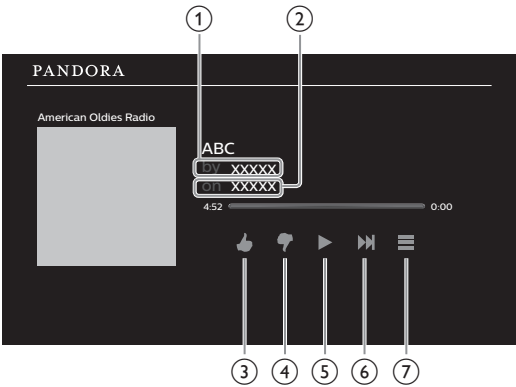 ① ②
PANDORA
American Oldies Radio
ABC
by xxxxx
on xxxxx
4:52 0:00
③ ④ ⑤ ⑥ ⑦